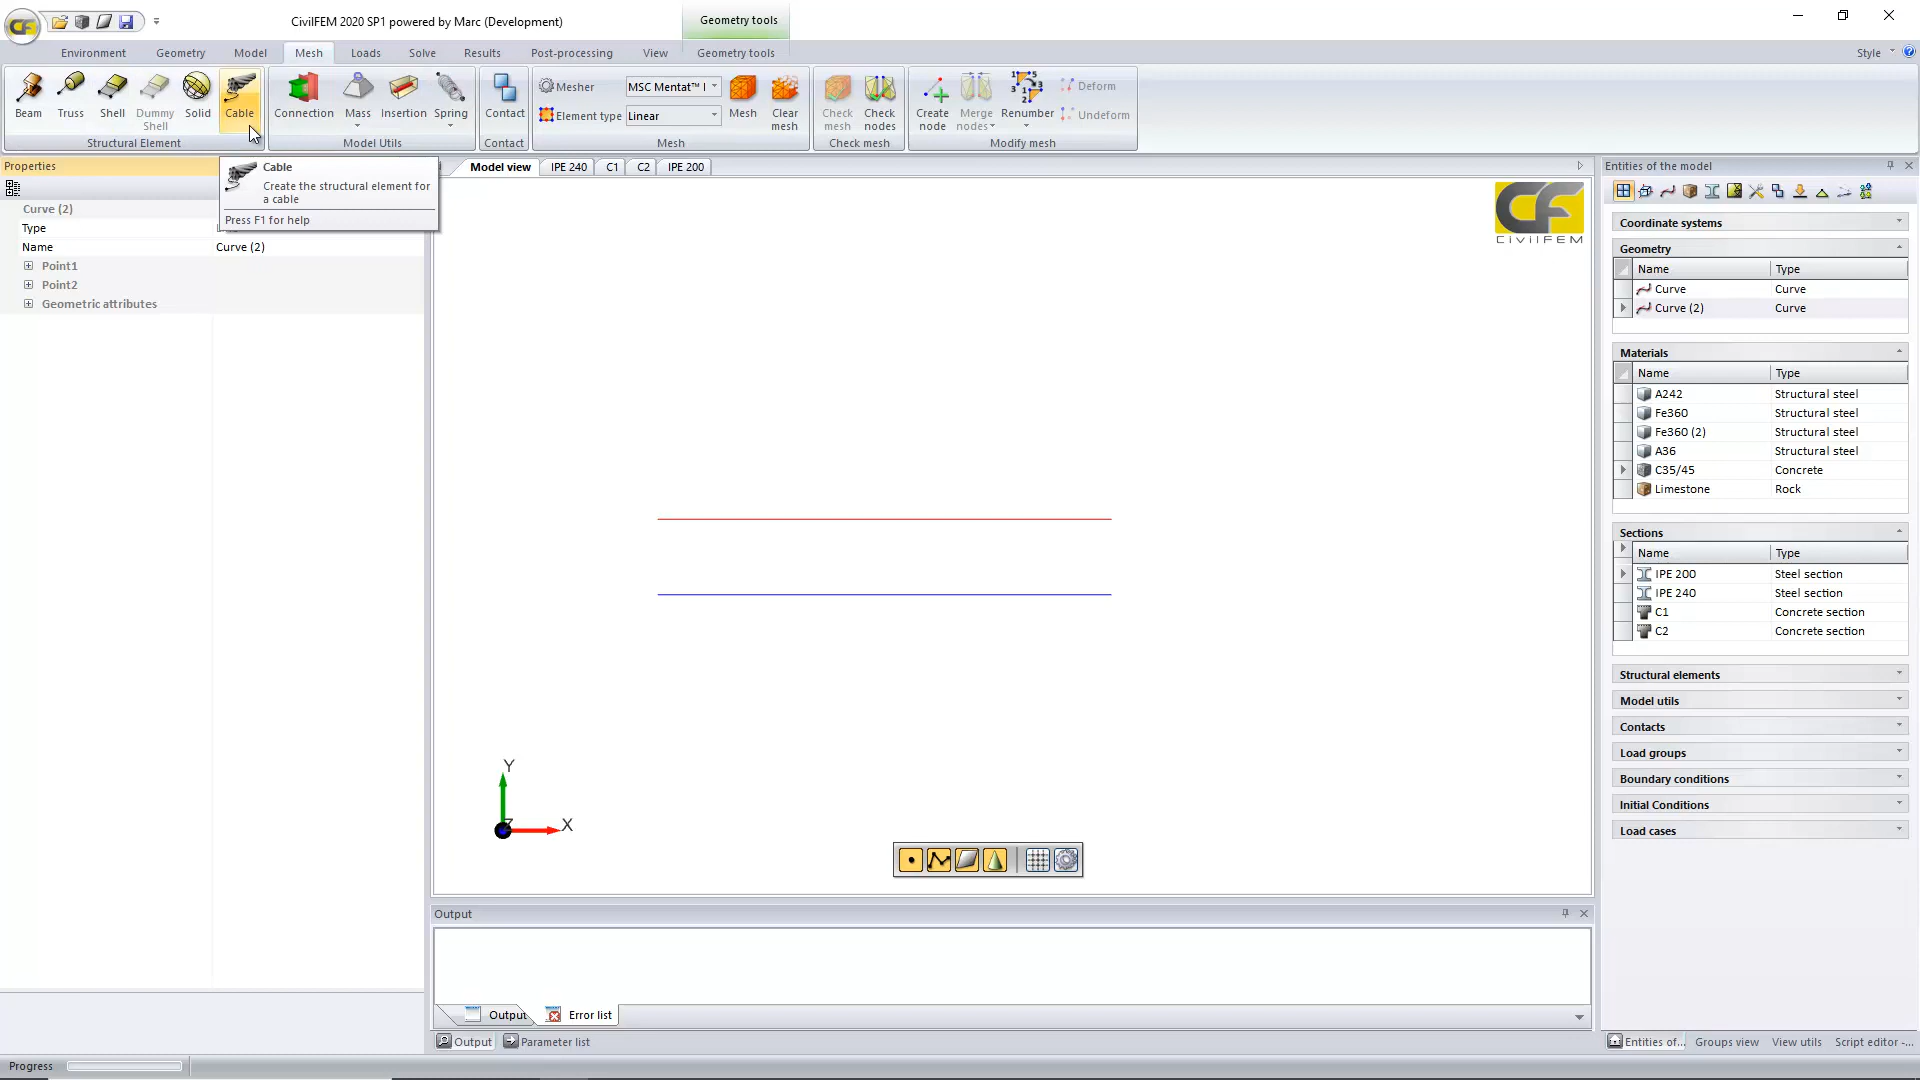 CivilFEM 2020 SP1 powered by Marc (Development)
Geometry tools
Environment
Geometry
Model
Mesh
Loads
Solve
Results
Post-processing
View
Geometry tools
Style
Beam
Truss
Shell
Dummy
Shell
Solid
Cable
Structural Element
Connection
Mass
Insertion
Spring
Model Utils
Contact
Contact
Mesher
MSC Mentat™ I
Element type
Linear
Mesh
Clear
mesh
Mesh
Check
mesh
Check
nodes
Check mesh
Create
node
Merge
nodes
Renumber
Deform
Undeform
Modify mesh
Properties
Curve (2)
Type
Name
Curve (2)
Point1
Point2
Geometric attributes
Cable
Create the structural element for
a cable
Press F1 for help
Model view
IPE 240
C1
C2
IPE 200
CF
CIVILFEM
Y
X
Z
Output
Output
Error list
Output
Parameter list
Entities of the model
Coordinate systems
Geometry
Name Type
Curve Curve
Curve (2) Curve
Materials
Name Type
A242 Structural steel
Fe360 Structural steel
Fe360 (2) Structural steel
A36 Structural steel
C35/45 Concrete
Limestone Rock
Sections
Name Type
IPE 200 Steel section
IPE 240 Steel section
C1 Concrete section
C2 Concrete section
Structural elements
Model utils
Contacts
Load groups
Boundary conditions
Initial Conditions
Load cases
Entities of...
Groups view
View utils
Script editor -...
Progress